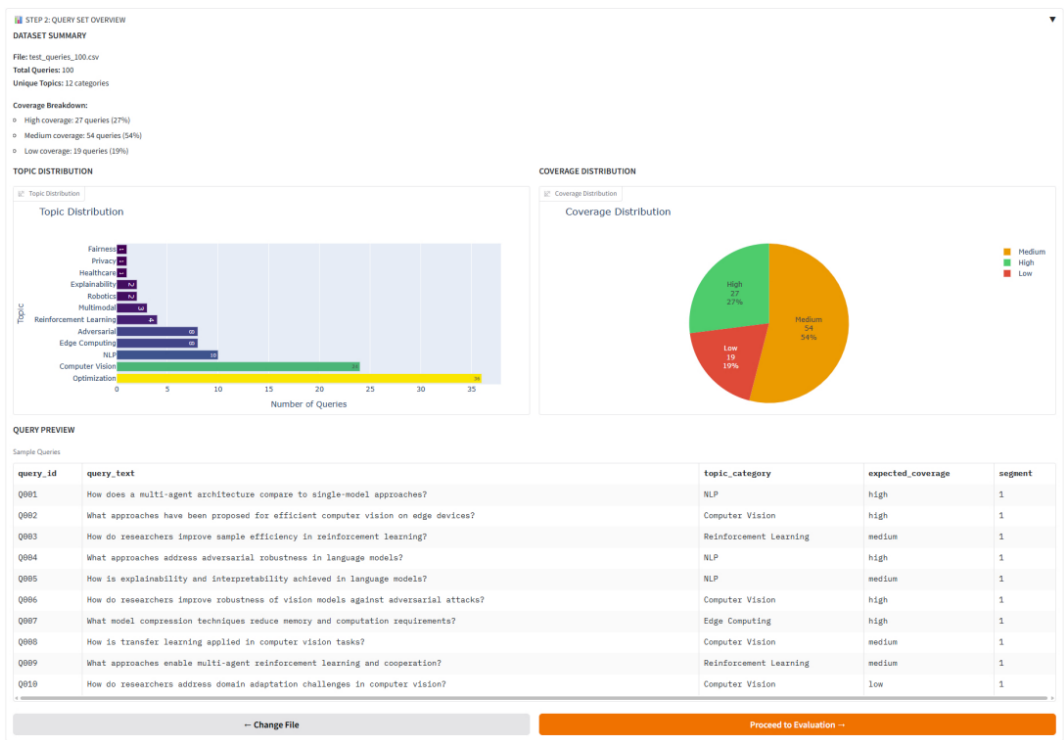 STEP 2: QUERY SET OVERVIEW
DATASET SUMMARY
File: test_queries_100.csv
Total Queries: 100
Unique Topics: 12 categories
Coverage Breakdown:
High coverage: 27 queries (27%)
Medium coverage: 54 queries (54%)
Low coverage: 19 queries (19%)
TOPIC DISTRIBUTION
Topic Distribution
Topic Distribution
Topic
Fairness 1
Privacy 1
Healthcare 1
Explainability 2
Robotics 2
Multimodal 3
Reinforcement Learning 4
Adversarial 8
Edge Computing 8
NLP 10
Computer Vision 24
Optimization 36
0 5 10 15 20 25 30 35
Number of Queries
COVERAGE DISTRIBUTION
Coverage Distribution
Coverage Distribution
High
27
27%
Medium
54
54%
Low
19
19%
Medium
High
Low
QUERY PREVIEW
Sample Queries
query_id query_text topic_category expected_coverage segment
Q001 How does a multi-agent architecture compare to single-model approaches? NLP high 1
Q002 What approaches have been proposed for efficient computer vision on edge devices? Computer Vision high 1
Q003 How do researchers improve sample efficiency in reinforcement learning? Reinforcement Learning medium 1
Q004 What approaches address adversarial robustness in language models? NLP high 1
Q005 How is explainability and interpretability achieved in language models? NLP medium 1
Q006 How do researchers improve robustness of vision models against adversarial attacks? Computer Vision high 1
Q007 What model compression techniques reduce memory and computation requirements? Edge Computing high 1
Q008 How is transfer learning applied in computer vision tasks? Computer Vision medium 1
Q009 What approaches enable multi-agent reinforcement learning and cooperation? Reinforcement Learning medium 1
Q010 How do researchers address domain adaptation challenges in computer vision? Computer Vision low 1
← Change File
Proceed to Evaluation →